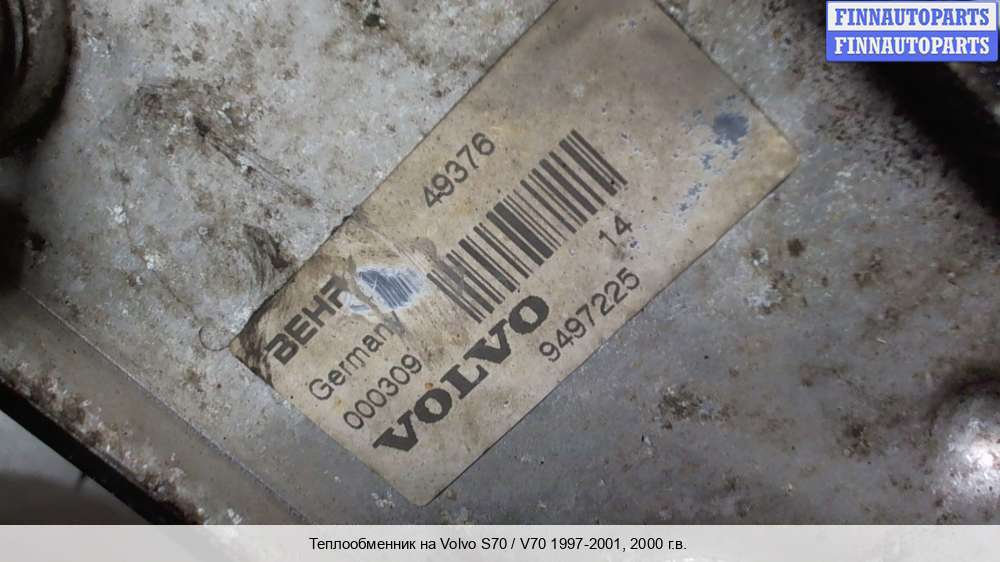 FINNAUTOPARTS
FINNAUTOPARTS
BEHR
49376
Germany
000309
14
VOLVO
9497225
Теплообменник на Volvo S70 / V70 1997-2001, 2000 г.в.